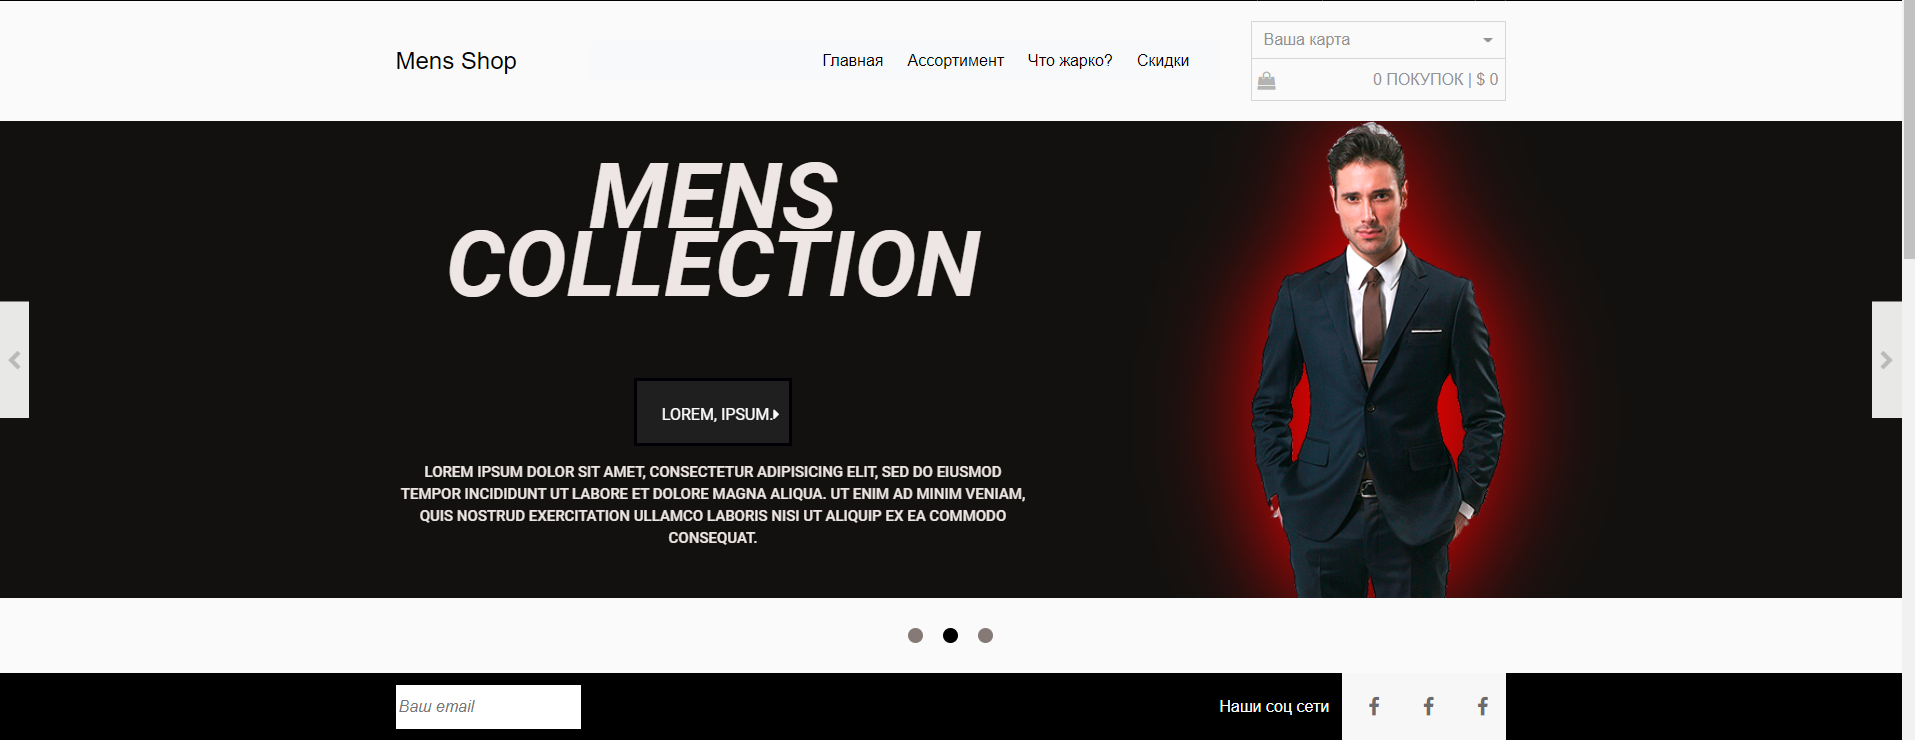 Mens Shop
Главная Ассортимент Что жарко? Скидки
Ваша карта
0 ПОКУПОК | $ 0
MENS
COLLECTION
LOREM, IPSUM.
LOREM IPSUM DOLOR SIT AMET, CONSECTETUR ADIPISICING ELIT, SED DO EIUSMOD
TEMPOR INCIDIDUNT UT LABORE ET DOLORE MAGNA ALIQUA. UT ENIM AD MINIM VENIAM,
QUIS NOSTRUD EXERCITATION ULLAMCO LABORIS NISI UT ALIQUIP EX EA COMMODO
CONSEQUAT.
Ваш email
Наши соц сети